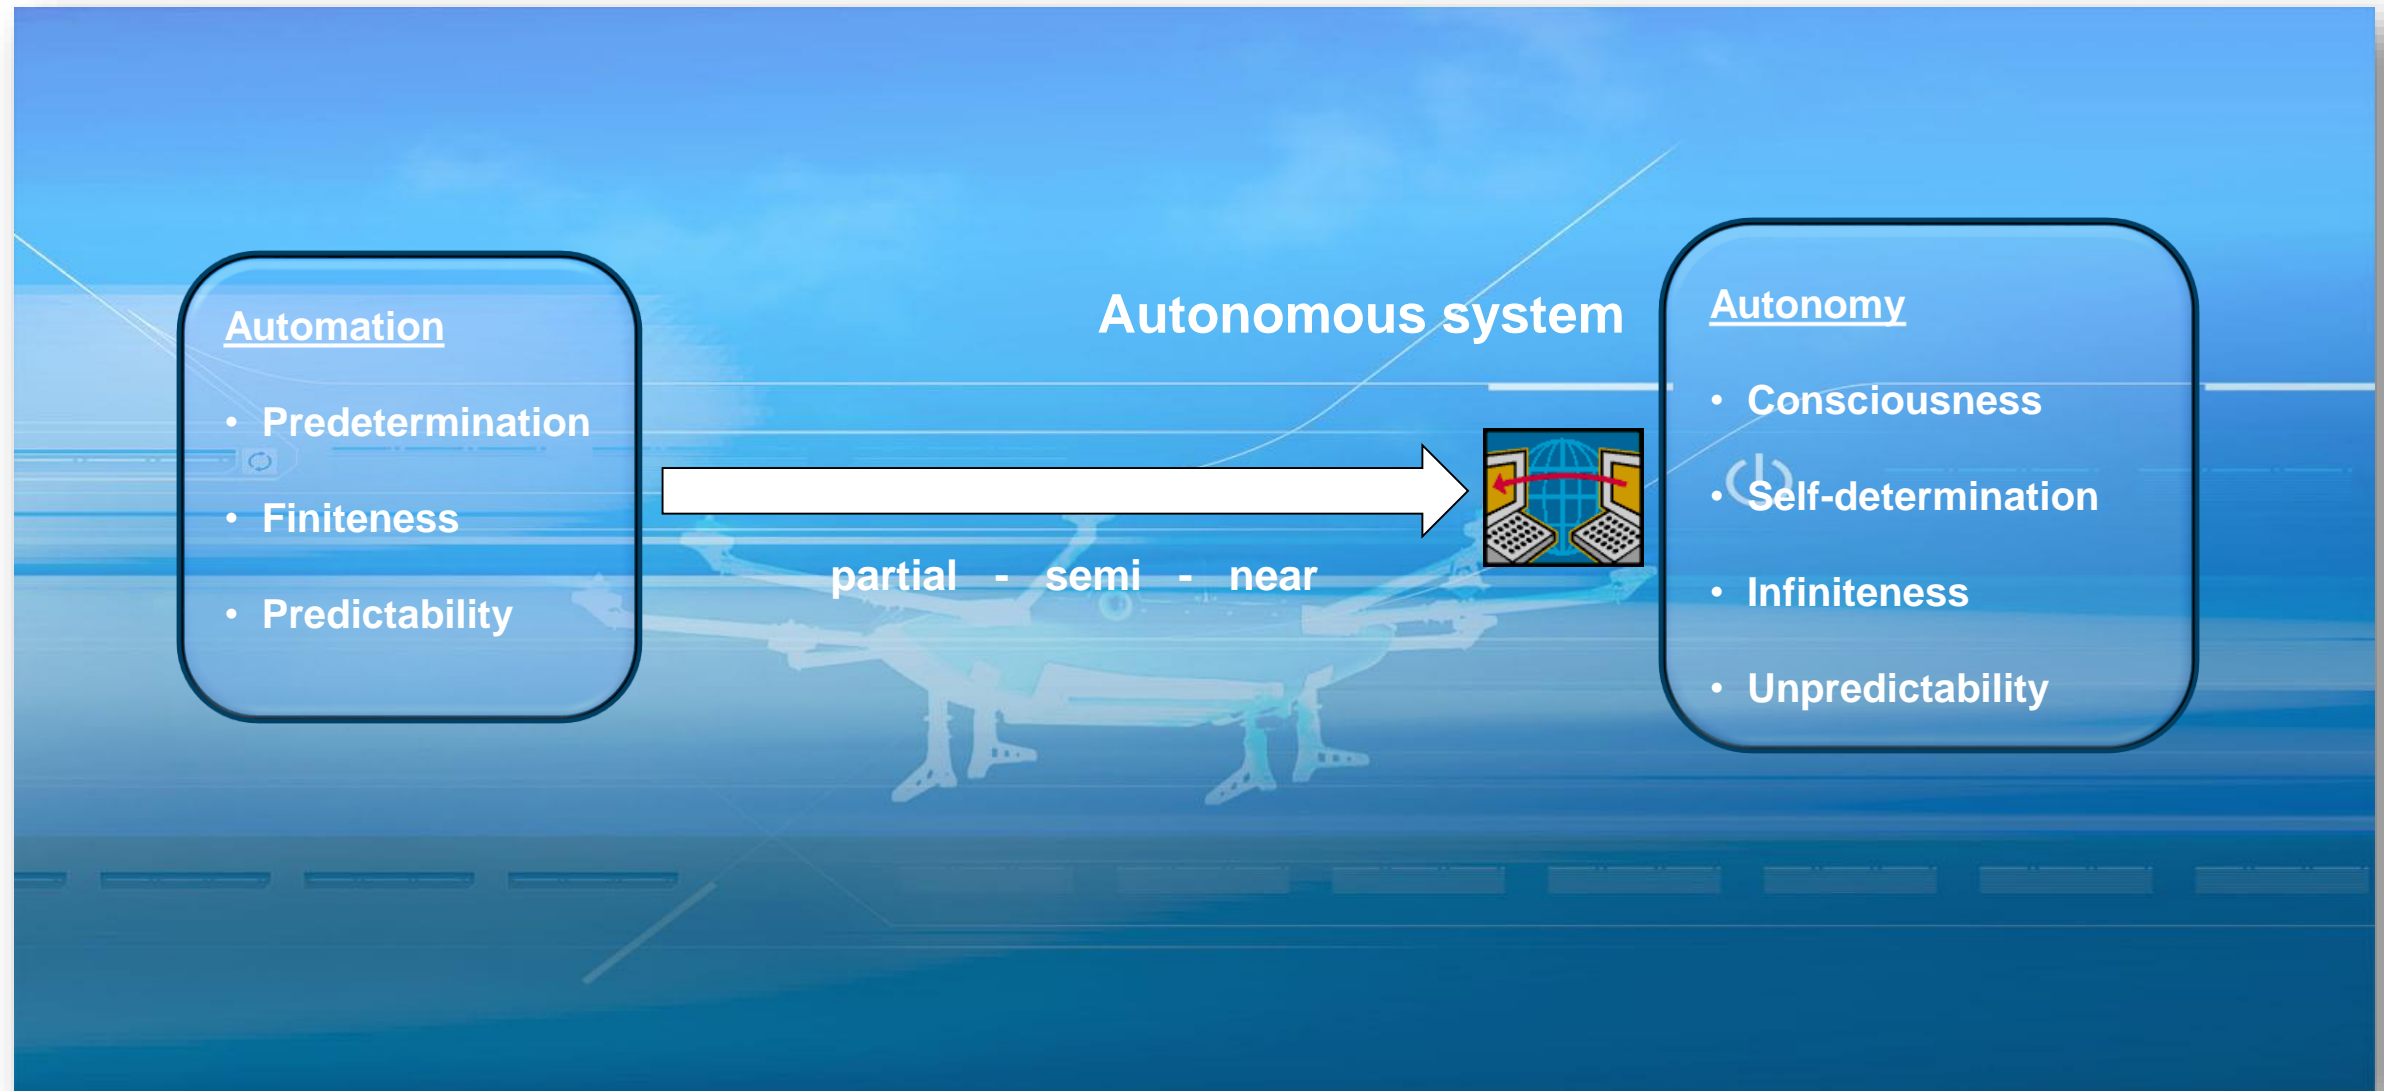 Automation
• Predetermination
• Finiteness
• Predictability
Autonomous system
partial - semi - near
Autonomy
• Consciousness
• Self-determination
• Infiniteness
• Unpredictability